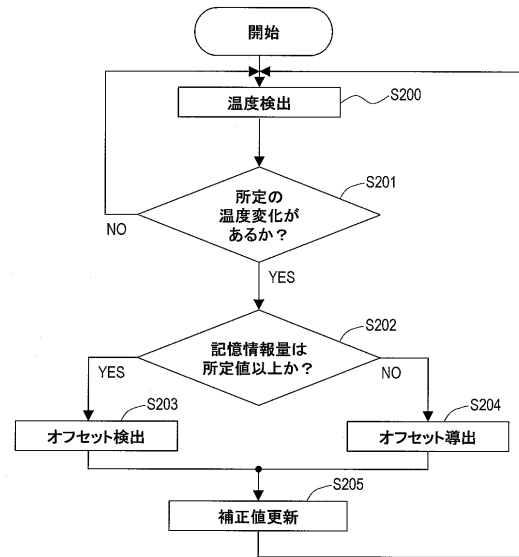 開始
温度検出
S200
所定の
温度変化が
あるか？
S201
NO
YES
記憶情報量は
所定値以上か？
S202
YES
NO
オフセット検出
S203
オフセット導出
S204
補正値更新
S205